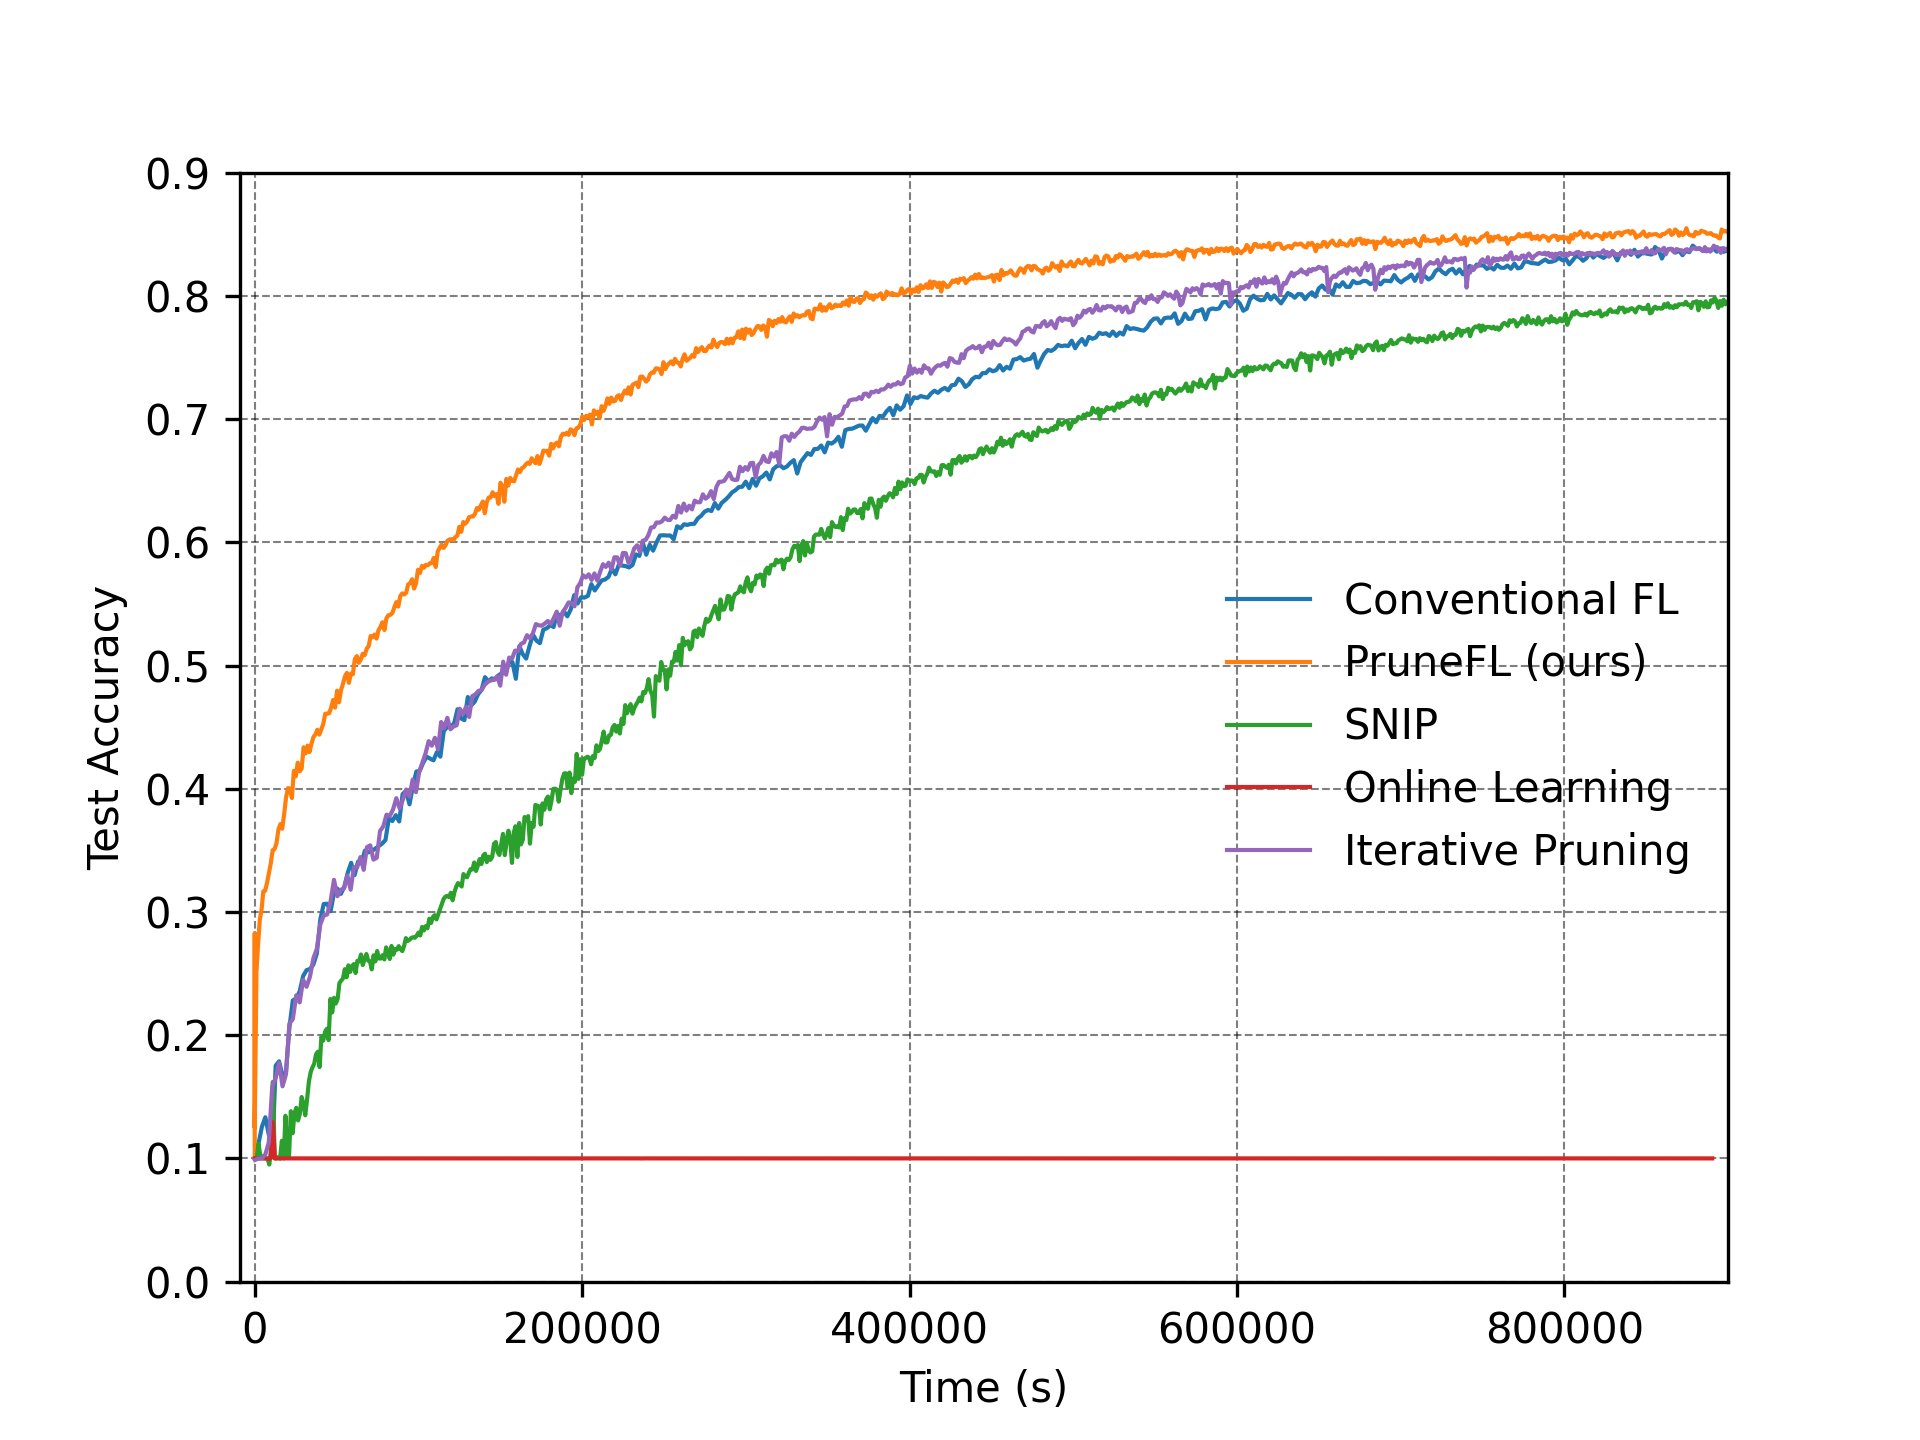 0.9
0.8
0.7
0.6
0.5
0.4
0.3
0.2
0.1
0.0
Test Accuracy
Conventional FL
PruneFL (ours)
SNIP
Online Learning
Iterative Pruning
0 200000 400000 600000 800000
Time (s)